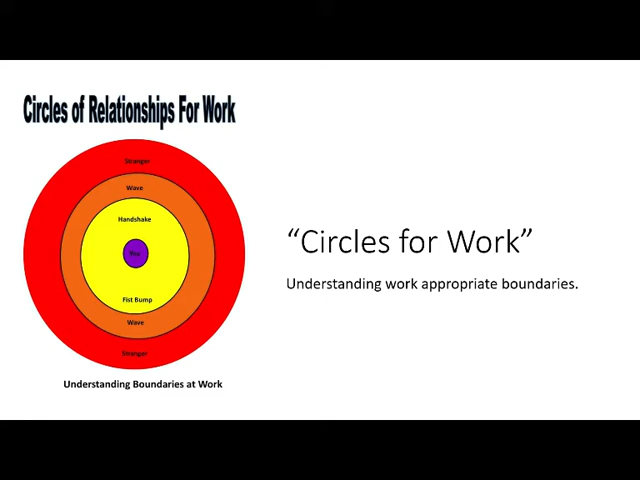 Circles of Relationships For Work
Stranger
Wave
Handshake
You
Fist Bump
Wave
Stranger
Understanding Boundaries at Work
“Circles for Work”
Understanding work appropriate boundaries.